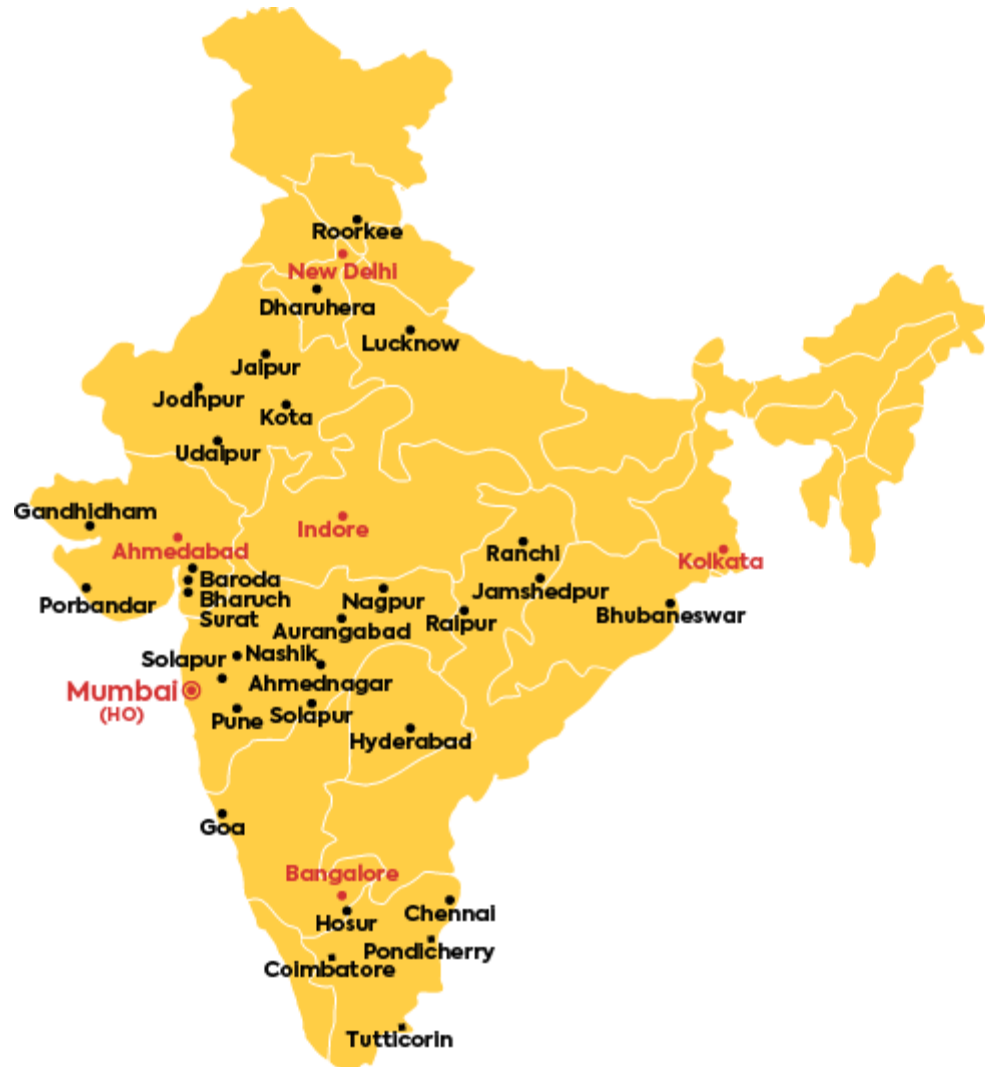 Roorkee
New Delhi
Dharuhera
Lucknow
Jaipur
Jodhpur
Kota
Udaipur
Gandhidham
Indore
Ahmedabad
Ranchi
Kolkata
Baroda
Jamshedpur
Porbandar
Bharuch
Nagpur
Surat
Raipur
Bhubaneswar
Aurangabad
Solapur
Nashik
Ahmednagar
Mumbai
(HO)
Pune
Solapur
Hyderabad
Goa
Bangalore
Hosur
Chennai
Pondicherry
Coimbatore
Tutticorin